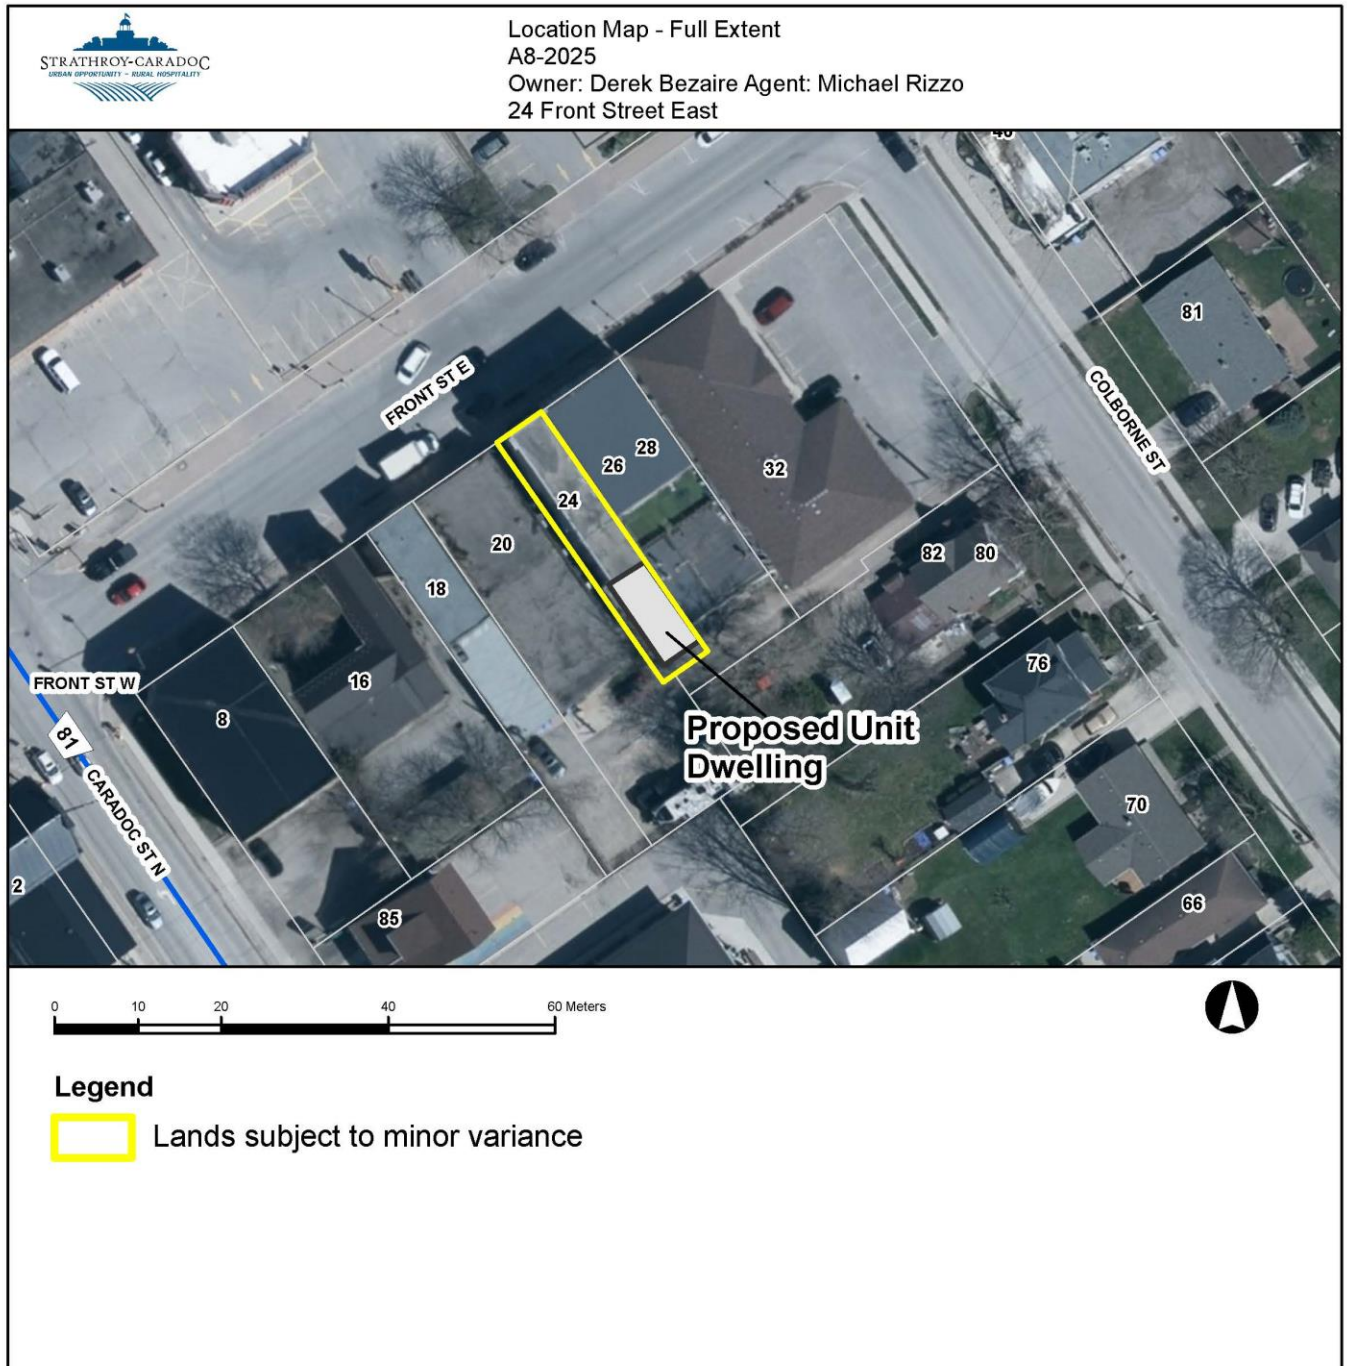 STRATHROY-CARADOC
URBAN OPPORTUNITY ~ RURAL HOSPITALITY
Location Map - Full Extent
A8-2025
Owner: Derek Bezaire Agent: Michael Rizzo
24 Front Street East
81
FRONT ST E
COLBORNE ST
28
26
32
24
20
82
80
18
76
FRONT ST W
16
8
81
Proposed Unit
Dwelling
CARADOC ST N
70
2
85
66
0
10
20
40
60 Meters
Legend
Lands subject to minor variance